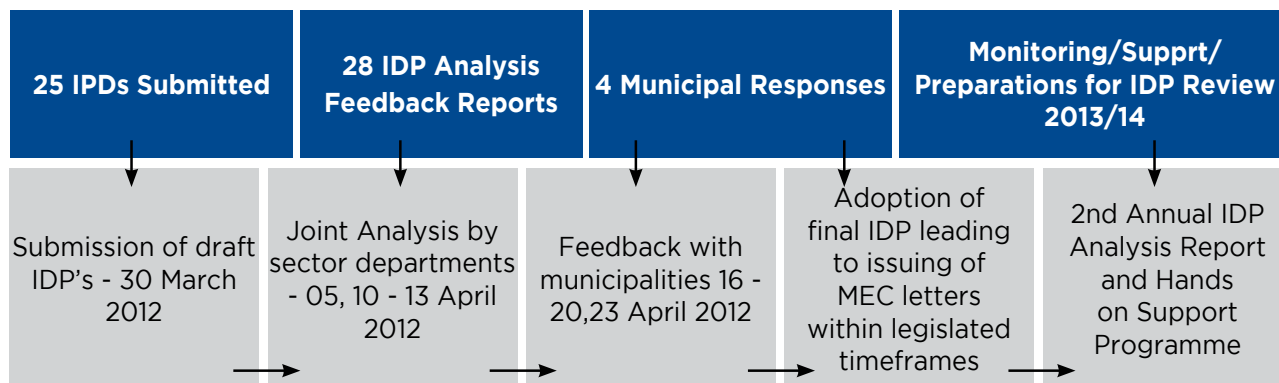 25 IPDs Submitted
28 IDP Analysis
Feedback Reports
4 Municipal Responses
Monitoring/Supprt/
Preparations for IDP Review
2013/14
Submission of draft
IDP's - 30 March
2012
Joint Analysis by
sector departments
- 05, 10 - 13 April
2012
Feedback with
municipalities 16 -
20,23 April 2012
Adoption of
final IDP leading
to issuing of
MEC letters
within legislated
timeframes
2nd Annual IDP
Analysis Report
and Hands
on Support
Programme